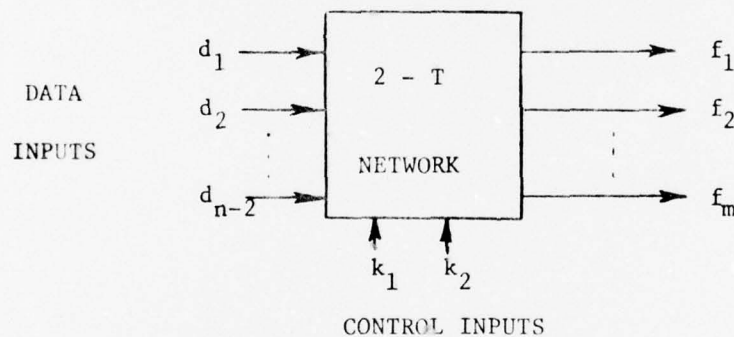 d1 f1
DATA 2 - T
d2 f2
INPUTS
NETWORK
dn-2 fm
k1 k2
CONTROL INPUTS